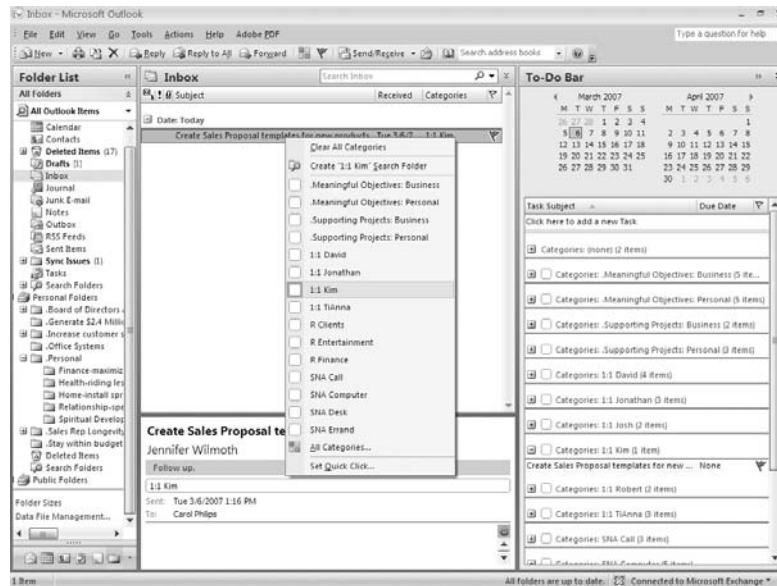 Inbox - Microsoft Outlook
File Edit View Go Tools Actions Help Adobe PDF
Type a question for help
New Reply Reply to All Forward Send/Receive Search address books
Folder List
All Folders
All Outlook Items
Calendar
Contacts
Deleted Items (17)
Drafts [1]
Inbox
Journal
Junk E-mail
Notes
Outbox
RSS Feeds
Sent Items
Sync Issues (1)
Tasks
Search Folders
Personal Folders
.Board of Directors
.Generate $2.4 Milli
.Increase customer s
.Office Systems
.Personal
Finance-maximiz
Health-riding les
Home-install spr
Relationship-spe
Spiritual Develop
.Sales Rep Longevity
.Stay within budget
Deleted Items
Search Folders
Public Folders
Folder Sizes
Data File Management...
Inbox
Search Inbox
Subject Received Categories
Date: Today
Create Sales Proposal templates for new products Tue 3/6/7 1:1 Kim
Clear All Categories
Create "1:1 Kim" Search Folder
.Meaningful Objectives: Business
.Meaningful Objectives: Personal
.Supporting Projects: Business
.Supporting Projects: Personal
1:1 David
1:1 Jonathan
1:1 Kim
1:1 TiAnna
R Clients
R Entertainment
R Finance
SNA Call
SNA Computer
SNA Desk
SNA Errand
All Categories...
Set Quick Click...
Create Sales Proposal te
Jennifer Wilmoth
Follow up.
1:1 Kim
Sent: Tue 3/6/2007 1:16 PM
To: Carol Philps
To-Do Bar
March 2007
M T W T F S S
26 27 28 1 2 3 4
5 6 7 8 9 10 11
12 13 14 15 16 17 18
19 20 21 22 23 24 25
26 27 28 29 30 31
April 2007
M T W T F S S
1
2 3 4 5 6 7 8
9 10 11 12 13 14 15
16 17 18 19 20 21 22
23 24 25 26 27 28 29
30 1 2 3 4 5 6
Task Subject Due Date
Click here to add a new Task
Categories: (none) (2 items)
Categories: .Meaningful Objectives: Business (5 ite...
Categories: .Meaningful Objectives: Personal (5 items)
Categories: .Supporting Projects: Business (2 items)
Categories: .Supporting Projects: Personal (3 items)
Categories: 1:1 David (4 items)
Categories: 1:1 Jonathan (3 items)
Categories: 1:1 Josh (2 items)
Categories: 1:1 Kim (1 item)
Create Sales Proposal templates for new ... None
Categories: 1:1 Robert (2 items)
Categories: 1:1 TiAnna (3 items)
Categories: SNA Call (3 items)
Categories: SNA Computer (5 items)
1 Item
All folders are up to date. Connected to Microsoft Exchange